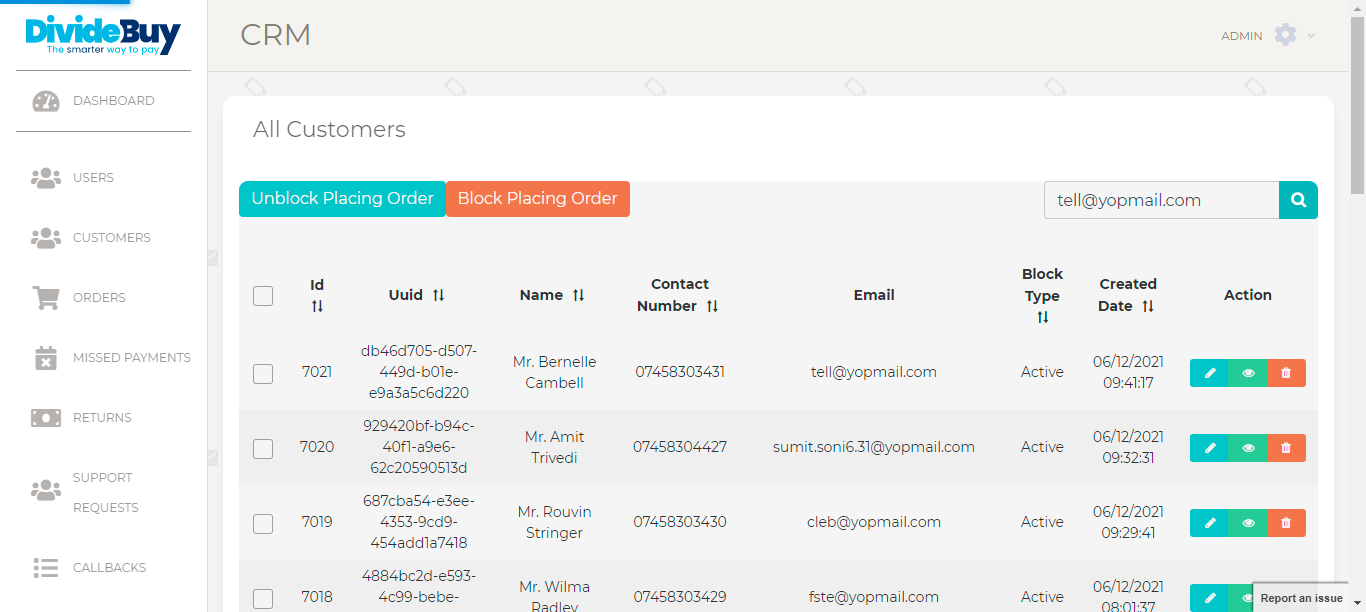 DivideBuy
The smarter way to pay
CRM
ADMIN
DASHBOARD
USERS
CUSTOMERS
ORDERS
MISSED PAYMENTS
RETURNS
SUPPORT
REQUESTS
CALLBACKS
All Customers
Unblock Placing Order
Block Placing Order
tell@yopmail.com
Id
Uuid
Name
Contact
Number
Email
Block
Type
Created
Date
Action
7021
db46d705-d507-
449d-b01e-
e9a3a5c6d220
Mr. Bernelle
Cambell
07458303431
tell@yopmail.com
Active
06/12/2021
09:41:17
7020
929420bf-b94c-
40f1-a9e6-
62c20590513d
Mr. Amit
Trivedi
07458304427
sumit.soni6.31@yopmail.com
Active
06/12/2021
09:32:31
7019
687cba54-e3ee-
4353-9cd9-
454add1a7418
Mr. Rouvin
Stringer
07458303430
cleb@yopmail.com
Active
06/12/2021
09:29:41
7018
4884bc2d-e593-
4c99-bebe-
Mr. Wilma
Radley
07458303429
fste@yopmail.com
Active
06/12/2021
08:01:37
Report an issue